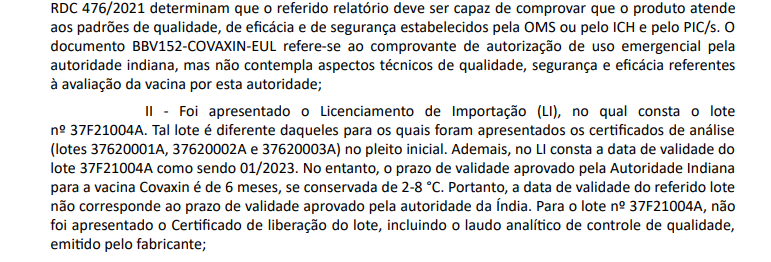 RDC 476/2021 determinam que o referido relatório deve ser capaz de comprovar que o produto atende
aos padrões de qualidade, de eficácia e de segurança estabelecidos pela OMS ou pelo ICH e pelo PIC/s. O
documento BBV152-COVAXIN-EUL refere-se ao comprovante de autorização de uso emergencial pela
autoridade indiana, mas não contempla aspectos técnicos de qualidade, segurança e eficácia referentes
à avaliação da vacina por esta autoridade;
II - Foi apresentado o Licenciamento de Importação (LI), no qual consta o lote
nº 37F21004A. Tal lote é diferente daqueles para os quais foram apresentados os certificados de análise
(lotes 37620001A, 37620002A e 37620003A) no pleito inicial. Ademais, no LI consta a data de validade do
lote 37F21004A como sendo 01/2023. No entanto, o prazo de validade aprovado pela Autoridade Indiana
para a vacina Covaxin é de 6 meses, se conservada de 2-8 °C. Portanto, a data de validade do referido lote
não corresponde ao prazo de validade aprovado pela autoridade da Índia. Para o lote nº 37F21004A, não
foi apresentado o Certificado de liberação do lote, incluindo o laudo analítico de controle de qualidade,
emitido pelo fabricante;